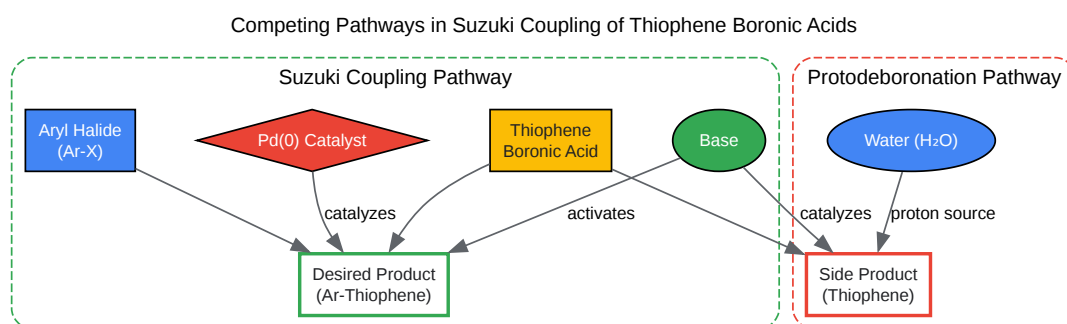 Competing Pathways in Suzuki Coupling of Thiophene Boronic Acids
Suzuki Coupling Pathway
Protodeboronation Pathway
Aryl Halide
(Ar-X)
Pd(0) Catalyst
Thiophene
Boronic Acid
Base
Water (H₂O)
catalyzes
activates
catalyzes
proton source
Desired Product
(Ar-Thiophene)
Side Product
(Thiophene)